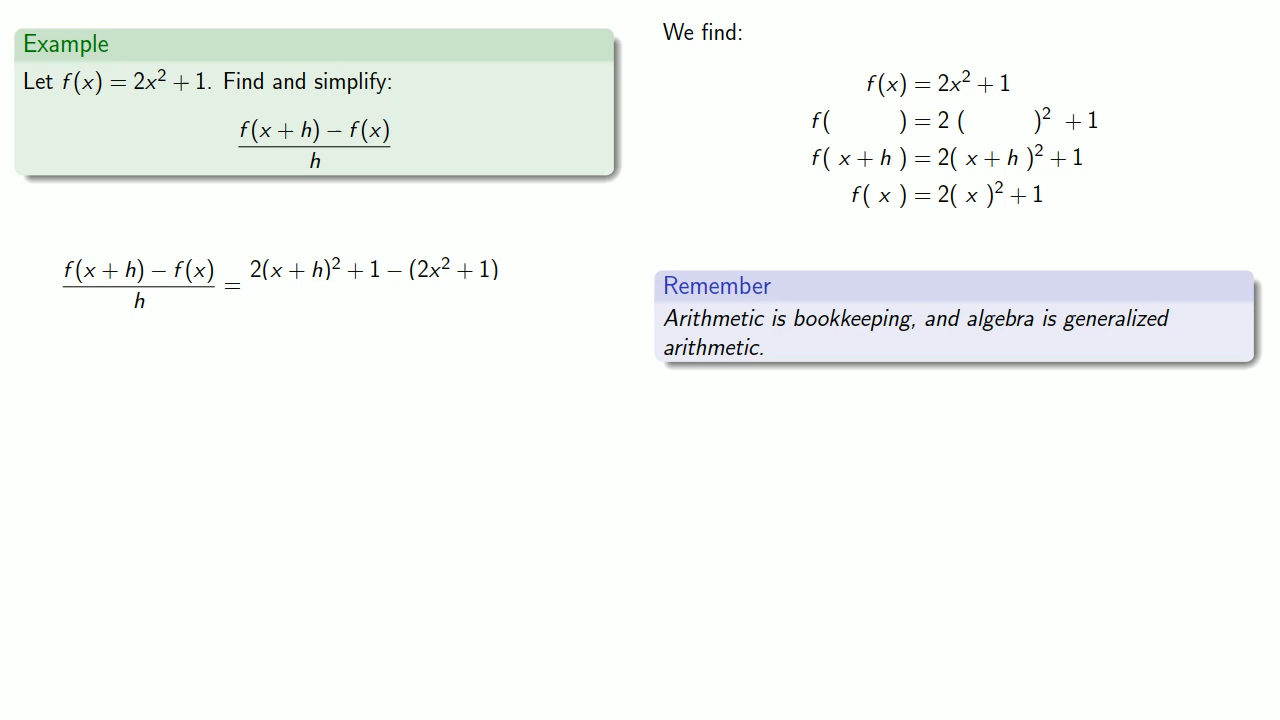 Example
Let f(x) = 2x² + 1. Find and simplify:
f(x + h) − f(x)
h
f(x + h) − f(x)
h
= 2(x + h)² + 1 − (2x² + 1)
We find:
f(x) = 2x² + 1
f( ) = 2 ( )² + 1
f( x + h ) = 2( x + h )² + 1
f( x ) = 2( x )² + 1
Remember
Arithmetic is bookkeeping, and algebra is generalized
arithmetic.